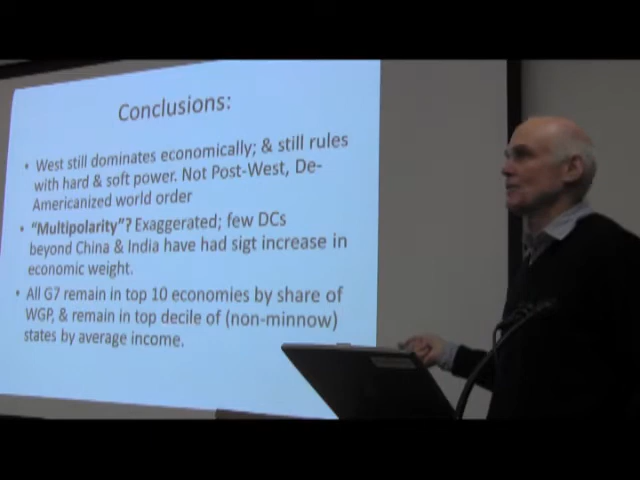 Conclusions:
• West still dominates economically; & still rules
with hard & soft power. Not Post-West, De-
Americanized world order
• “Multipolarity”? Exaggerated; few DCs
beyond China & India have had sigt increase in
economic weight.
• All G7 remain in top 10 economies by share of
WGP, & remain in top decile of (non-minnow)
states by average income.